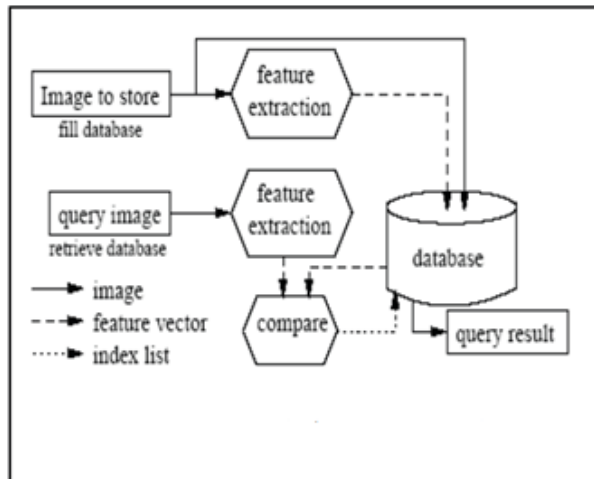 feature
extraction
Image to store
fill database
feature
extraction
query image
retrieve database
database
image
feature vector
compare
index list
query result